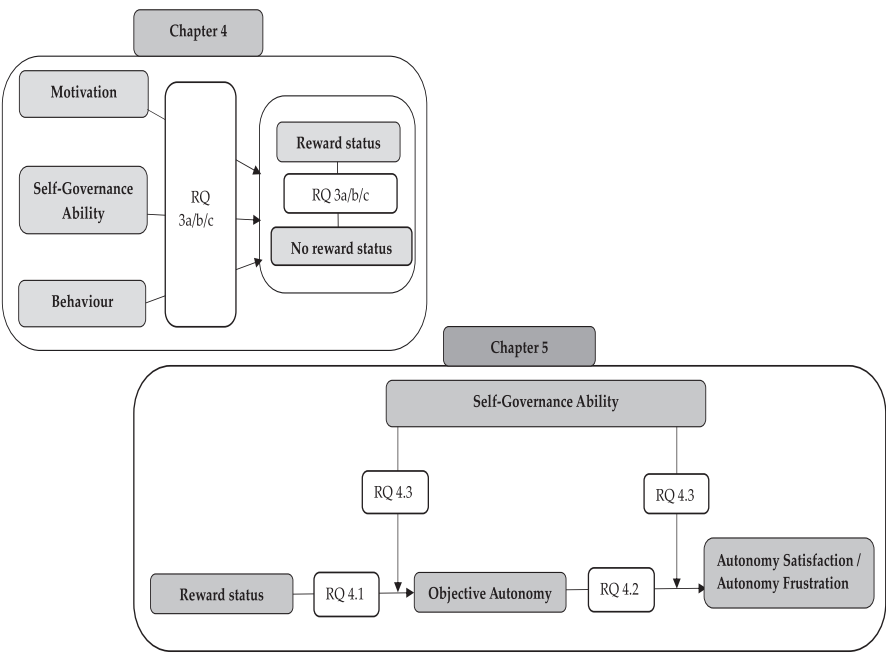 Chapter 4
Motivation
Self-Governance
Ability
Behaviour
RQ
3a/b/c
Reward status
RQ 3a/b/c
No reward status
Chapter 5
Self-Governance Ability
RQ 4.3
RQ 4.3
Reward status
RQ 4.1
Objective Autonomy
RQ 4.2
Autonomy Satisfaction /
Autonomy Frustration